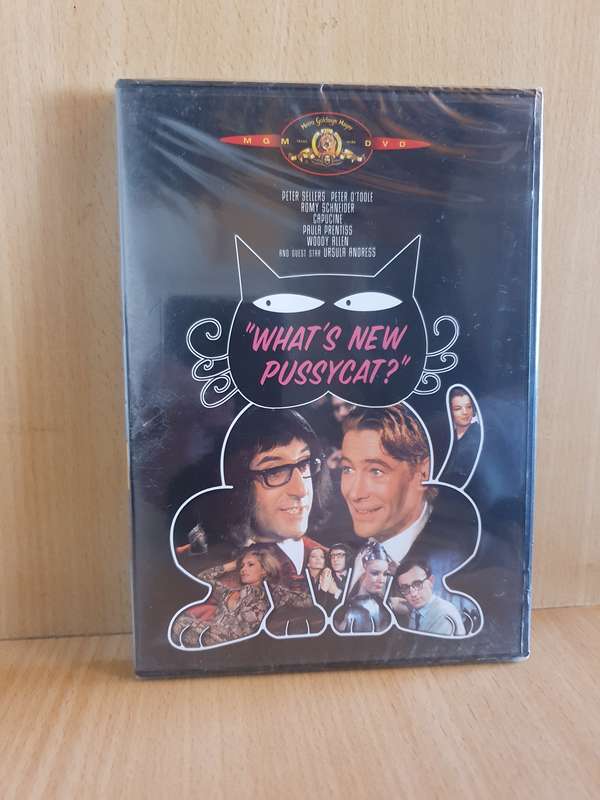 Metro Goldwyn Mayer
MGM DVD
PETER SELLERS PETER O'TOOLE
ROMY SCHNEIDER
CAPUCINE
PAULA PRENTISS
WOODY ALLEN
AND GUEST STAR URSULA ANDRESS
"WHAT'S NEW
PUSSYCAT?"